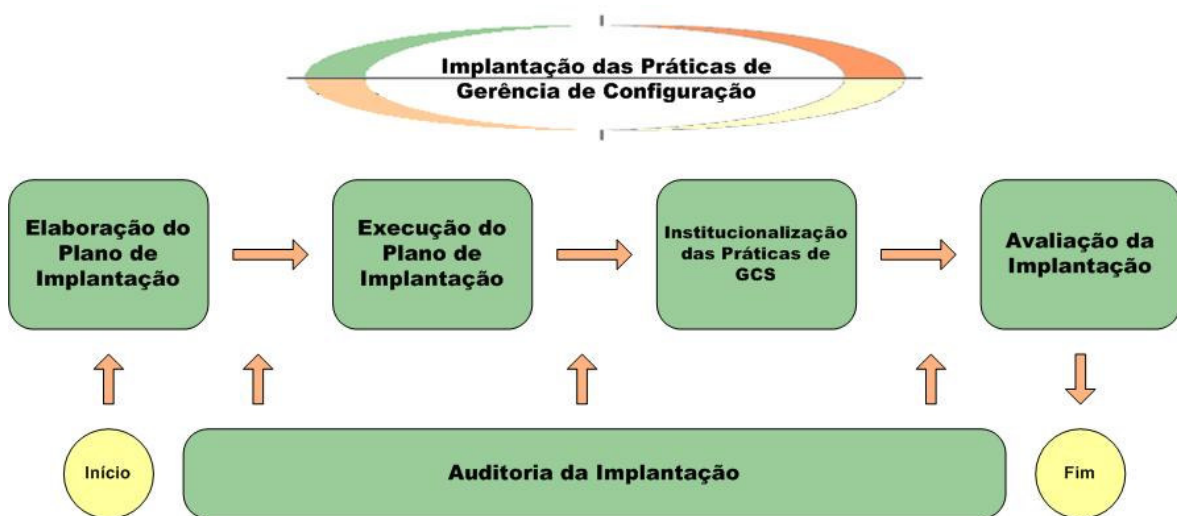 Implantação das Práticas de
Gerência de Configuração
Elaboração do
Plano de
Implantação
Execução do
Plano de
Implantação
Institucionalização
das Práticas de
GCS
Avaliação da
Implantação
Início
Auditoria da Implantação
Fim